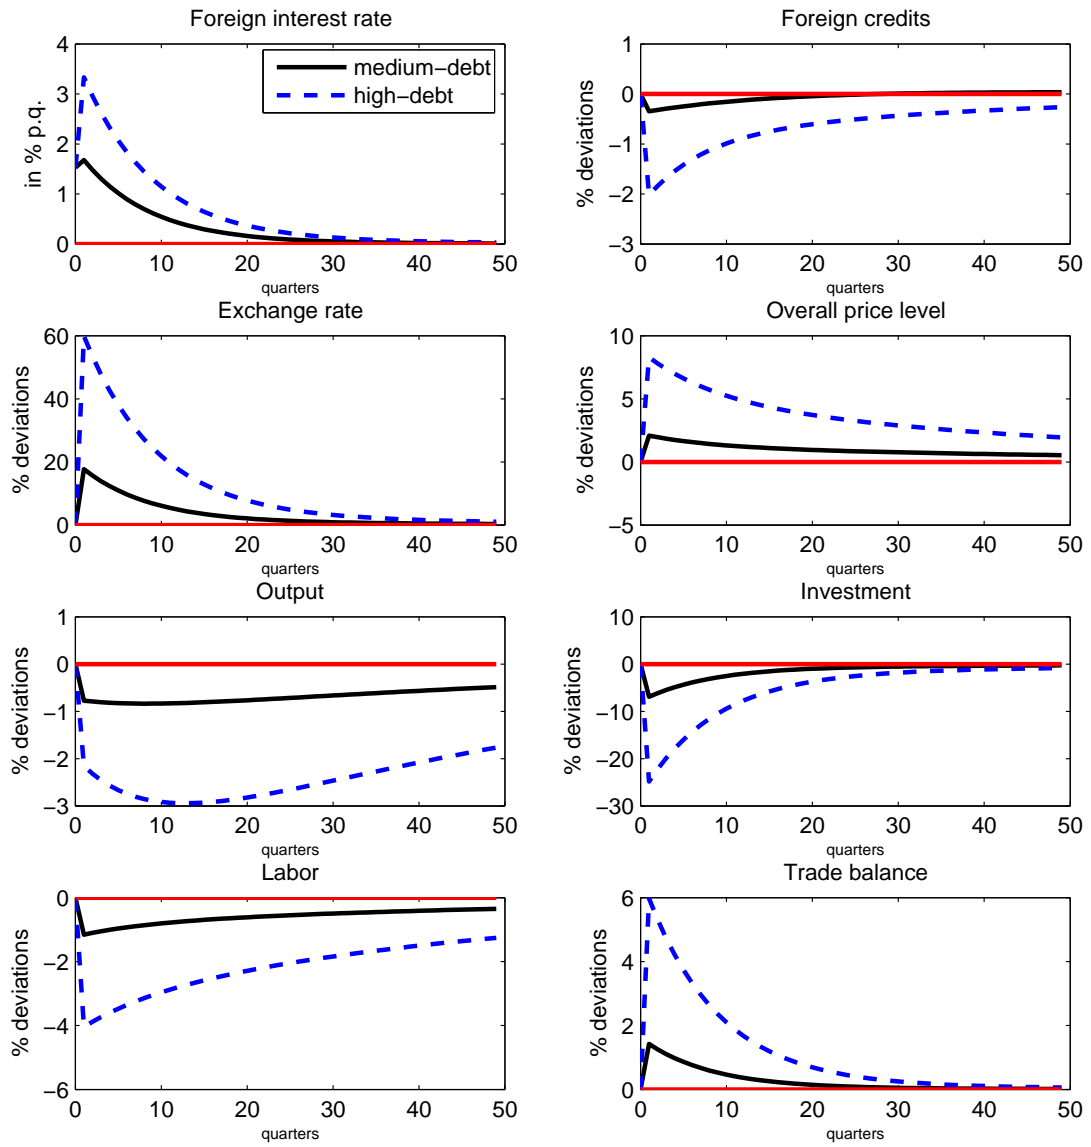 Foreign interest rate
4
3
2
1
0
in % p.q.
medium−debt
high−debt
0 10 20 30 40 50
quarters
Foreign credits
1
0
−1
−2
−3
% deviations
0 10 20 30 40 50
quarters
Exchange rate
60
40
20
0
% deviations
0 10 20 30 40 50
quarters
Overall price level
10
5
0
−5
% deviations
0 10 20 30 40 50
quarters
Output
1
0
−1
−2
−3
% deviations
0 10 20 30 40 50
quarters
Investment
10
0
−10
−20
−30
% deviations
0 10 20 30 40 50
quarters
Labor
0
−2
−4
−6
% deviations
0 10 20 30 40 50
quarters
Trade balance
6
4
2
0
% deviations
0 10 20 30 40 50
quarters